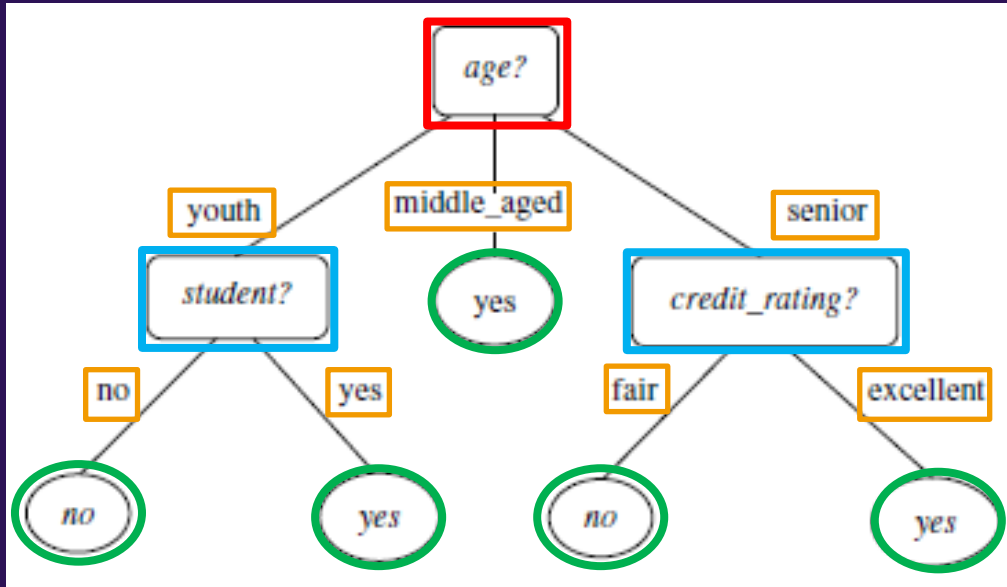 age?
youth
middle_aged
senior
student?
yes
credit_rating?
no
yes
fair
excellent
no
yes
no
yes